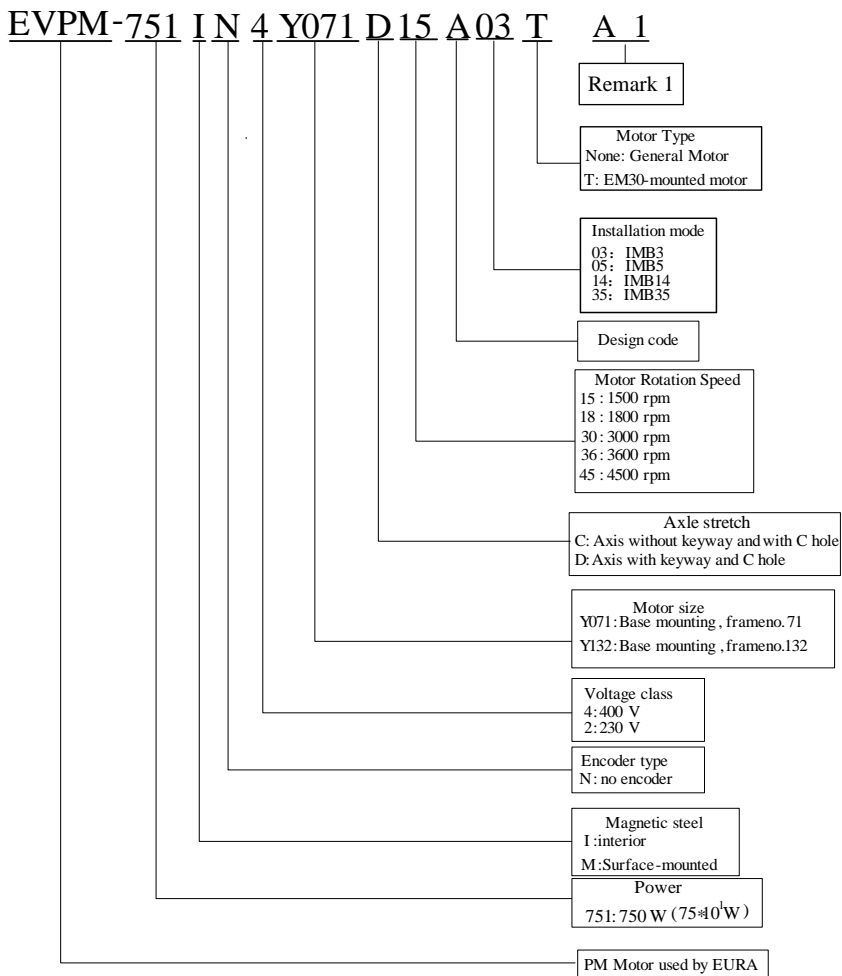 EVPM-751 I N 4 Y071 D 15 A 03 T A 1
Remark 1
Motor Type
None: General Motor
T: EM30-mounted motor
Installation mode
03: IMB3
05: IMB5
14: IMB14
35: IMB35
Design code
Motor Rotation Speed
15 : 1500 rpm
18 : 1800 rpm
30 : 3000 rpm
36 : 3600 rpm
45 : 4500 rpm
Axle stretch
C: Axis without keyway and with C hole
D: Axis with keyway and C hole
Motor size
Y071: Base mounting , frameno. 71
Y132: Base mounting , frameno.132
Voltage class
4:400 V
2:230 V
Encoder type
N: no encoder
Magnetic steel
I :interior
M:Surface-mounted
Power
751: 750 W (75*10¹W)
PM Motor used by EURA